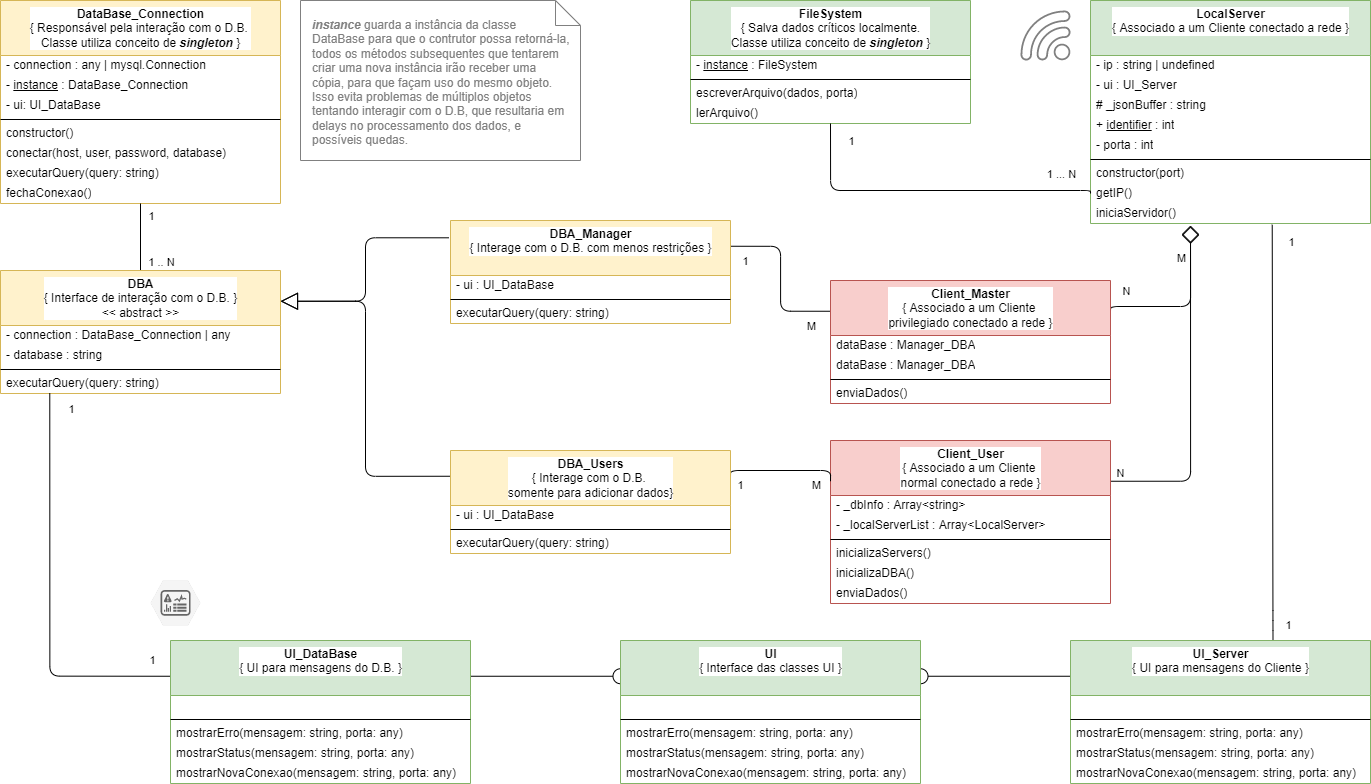 DataBase_Connection
{ Responsável pela interação com o D.B.
Classe utiliza conceito de singleton }
- connection : any | mysql.Connection
- instance : DataBase_Connection
- ui: UI_DataBase
constructor()
conectar(host, user, password, database)
executarQuery(query: string)
fechaConexao()
instance guarda a instância da classe
DataBase para que o contrutor possa retorná-la,
todos os métodos subsequentes que tentarem
criar uma nova instância irão receber uma
cópia, para que façam uso do mesmo objeto.
Isso evita problemas de múltiplos objetos
tentando interagir com o D.B, que resultaria em
delays no processamento dos dados, e
possíveis quedas.
FileSystem
{ Salva dados críticos localmente.
Classe utiliza conceito de singleton }
- instance : FileSystem
escreverArquivo(dados, porta)
lerArquivo()
LocalServer
{ Associado a um Cliente conectado a rede }
- ip : string | undefined
- ui : UI_Server
# _jsonBuffer : string
+ identifier : int
- porta : int
constructor(port)
getIP()
iniciaServidor()
1
1 ... N
1
1 .. N
DBA
{ Interface de interação com o D.B. }
<< abstract >>
- connection : DataBase_Connection | any
- database : string
executarQuery(query: string)
1
DBA_Manager
{ Interage com o D.B. com menos restrições }
- ui : UI_DataBase
executarQuery(query: string)
1
M
Client_Master
{ Associado a um Cliente
privilegiado conectado a rede }
dataBase : Manager_DBA
dataBase : Manager_DBA
enviaDados()
N
M
1
DBA_Users
{ Interage com o D.B.
somente para adicionar dados}
- ui : UI_DataBase
executarQuery(query: string)
1
M
Client_User
{ Associado a um Cliente
normal conectado a rede }
- _dbInfo : Array<string>
- _localServerList : Array<LocalServer>
inicializaServers()
inicializaDBA()
enviaDados()
N
1
1
UI_DataBase
{ UI para mensagens do D.B. }
mostrarErro(mensagem: string, porta: any)
mostrarStatus(mensagem: string, porta: any)
mostrarNovaConexao(mensagem: string, porta: any)
UI
{ Interface das classes UI }
mostrarErro(mensagem: string, porta: any)
mostrarStatus(mensagem: string, porta: any)
mostrarNovaConexao(mensagem: string, porta: any)
UI_Server
{ UI para mensagens do Cliente }
mostrarErro(mensagem: string, porta: any)
mostrarStatus(mensagem: string, porta: any)
mostrarNovaConexao(mensagem: string, porta: any)